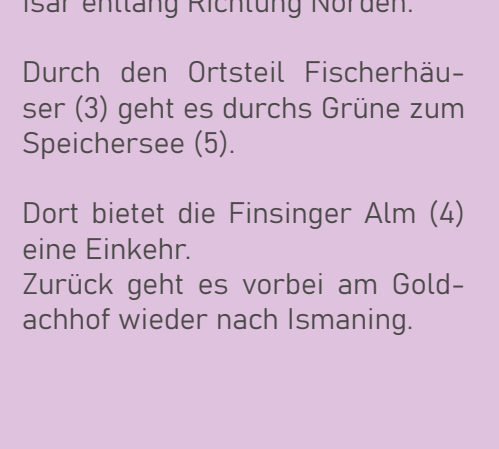 Isar entlang Richtung Norden.
Durch den Ortsteil Fischerhäu-
ser (3) geht es durchs Grüne zum
Speichersee (5).
Dort bietet die Finsinger Alm (4)
eine Einkehr.
Zurück geht es vorbei am Gold-
achhof wieder nach Ismaning.